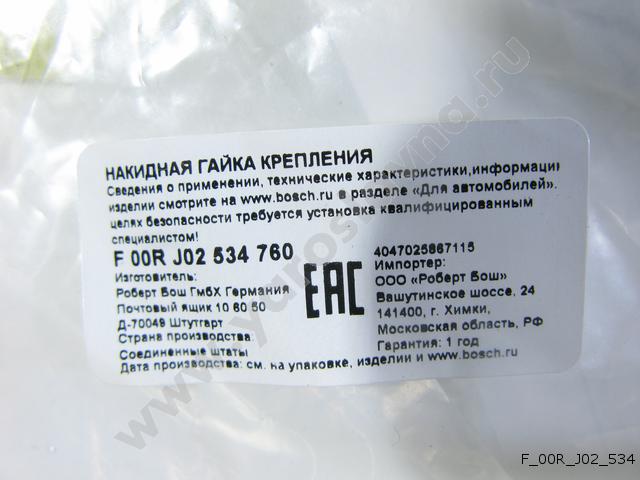 НАКИДНАЯ ГАЙКА КРЕПЛЕНИЯ
Сведения о применении, технические характеристики,информаци
изделии смотрите на www.bosch.ru в разделе «Для автомобилей».
целях безопасности требуется установка квалифицированным
специалистом!
F 00R J02 534 760
Изготовитель:
Роберт Бош ГмбХ Германия
Почтовый ящик 10 60 50
Д-70049 Штутгарт
Страна производства:
Соединенные штаты
EAC
4047025867115
Импортер:
ООО «Роберт Бош»
Вашутинское шоссе, 24
141400, г. Химки,
Московская область, РФ
Гарантия: 1 год
Дата производства: см. на упаковке, изделии и www.bosch.ru
F_00R_J02_534